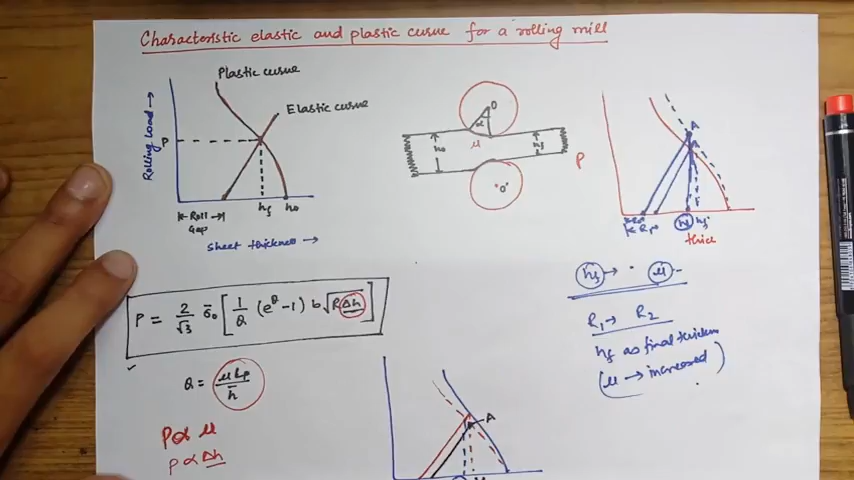 Characteristic elastic and plastic curve for a rolling mill
Plastic curve
Elastic curve
Rolling Load →
P
|← Roll →|
Gap
hf
h0
sheet thickness →
O
α
h0
μ
hf
O'
P
A
hf'
thick
hf → · μ -
R1 → R2
hf as final thickness
(μ → increased)
P = 2/√3 σ̄0 [ 1/Q (e^Q - 1) b √RΔh ]
Q = μLp/h̄
P ∝ μ
P ∝ Δh
A